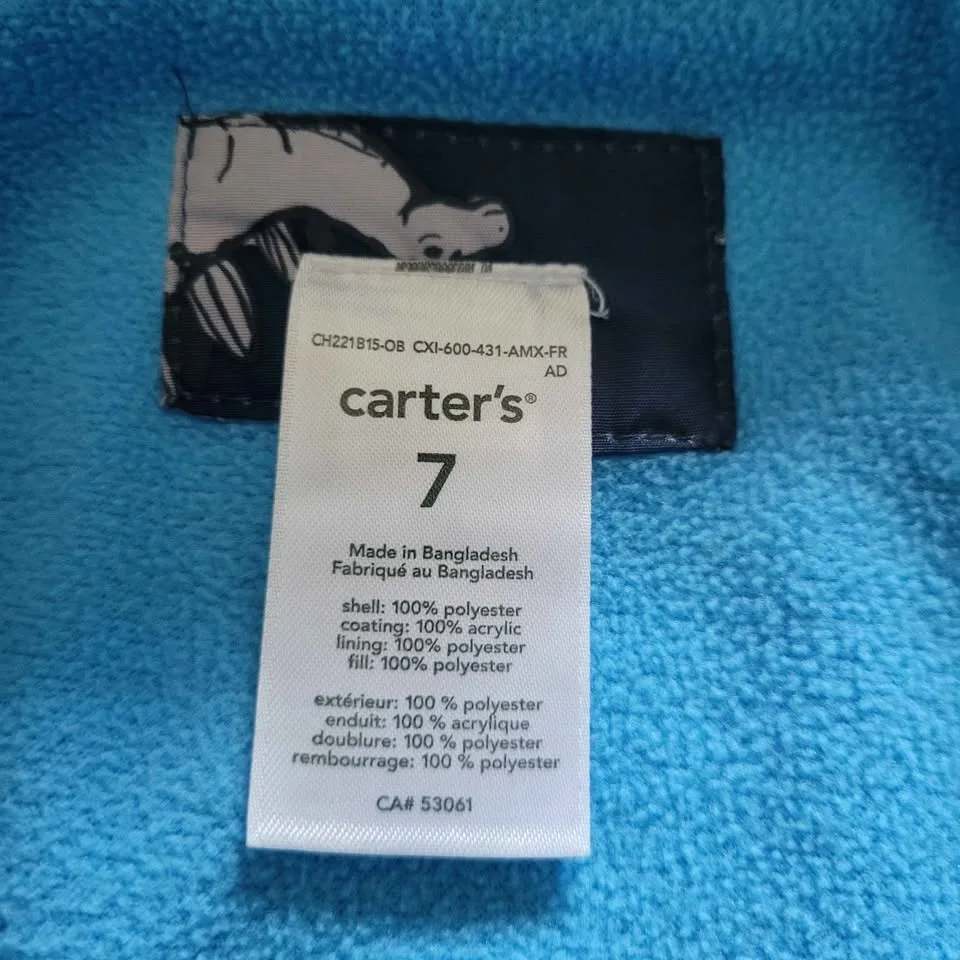 CH221B15-OB CXI-600-431-AMX-FR
AD
carter's®
7
Made in Bangladesh
Fabriqué au Bangladesh
shell: 100% polyester
coating: 100% acrylic
lining: 100% polyester
fill: 100% polyester
extérieur: 100 % polyester
enduit: 100 % acrylique
doublure: 100 % polyester
rembourrage: 100 % polyester
CA# 53061